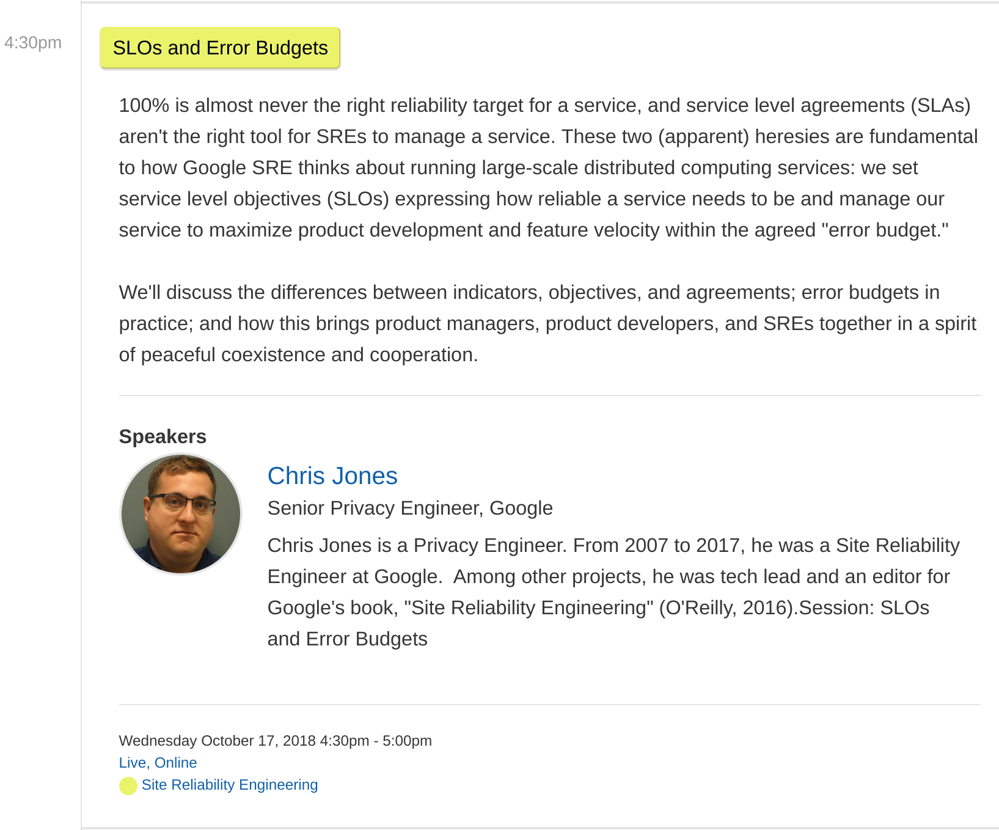 4:30pm
SLOs and Error Budgets
100% is almost never the right reliability target for a service, and service level agreements (SLAs)
aren't the right tool for SREs to manage a service. These two (apparent) heresies are fundamental
to how Google SRE thinks about running large-scale distributed computing services: we set
service level objectives (SLOs) expressing how reliable a service needs to be and manage our
service to maximize product development and feature velocity within the agreed "error budget."
We'll discuss the differences between indicators, objectives, and agreements; error budgets in
practice; and how this brings product managers, product developers, and SREs together in a spirit
of peaceful coexistence and cooperation.
Speakers
Chris Jones
Senior Privacy Engineer, Google
Chris Jones is a Privacy Engineer. From 2007 to 2017, he was a Site Reliability
Engineer at Google.  Among other projects, he was tech lead and an editor for
Google's book, "Site Reliability Engineering" (O'Reilly, 2016).Session: SLOs
and Error Budgets
Wednesday October 17, 2018 4:30pm - 5:00pm
Live, Online
Site Reliability Engineering